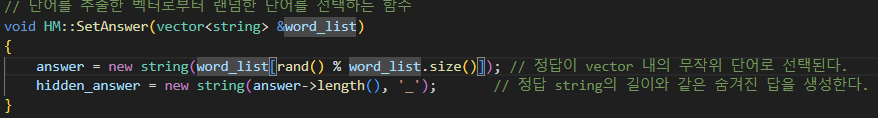 // 단어를 추출한 벡터로부터 랜덤한 단어를 선택하는 함수
void HM::SetAnswer(vector<string> &word_list)
{
    answer = new string(word_list[rand() % word_list.size()]); // 정답이 vector 내의 무작위 단어로 선택된다.
    hidden_answer = new string(answer->length(), '_');         // 정답 string의 길이와 같은 숨겨진 답을 생성한다.
}